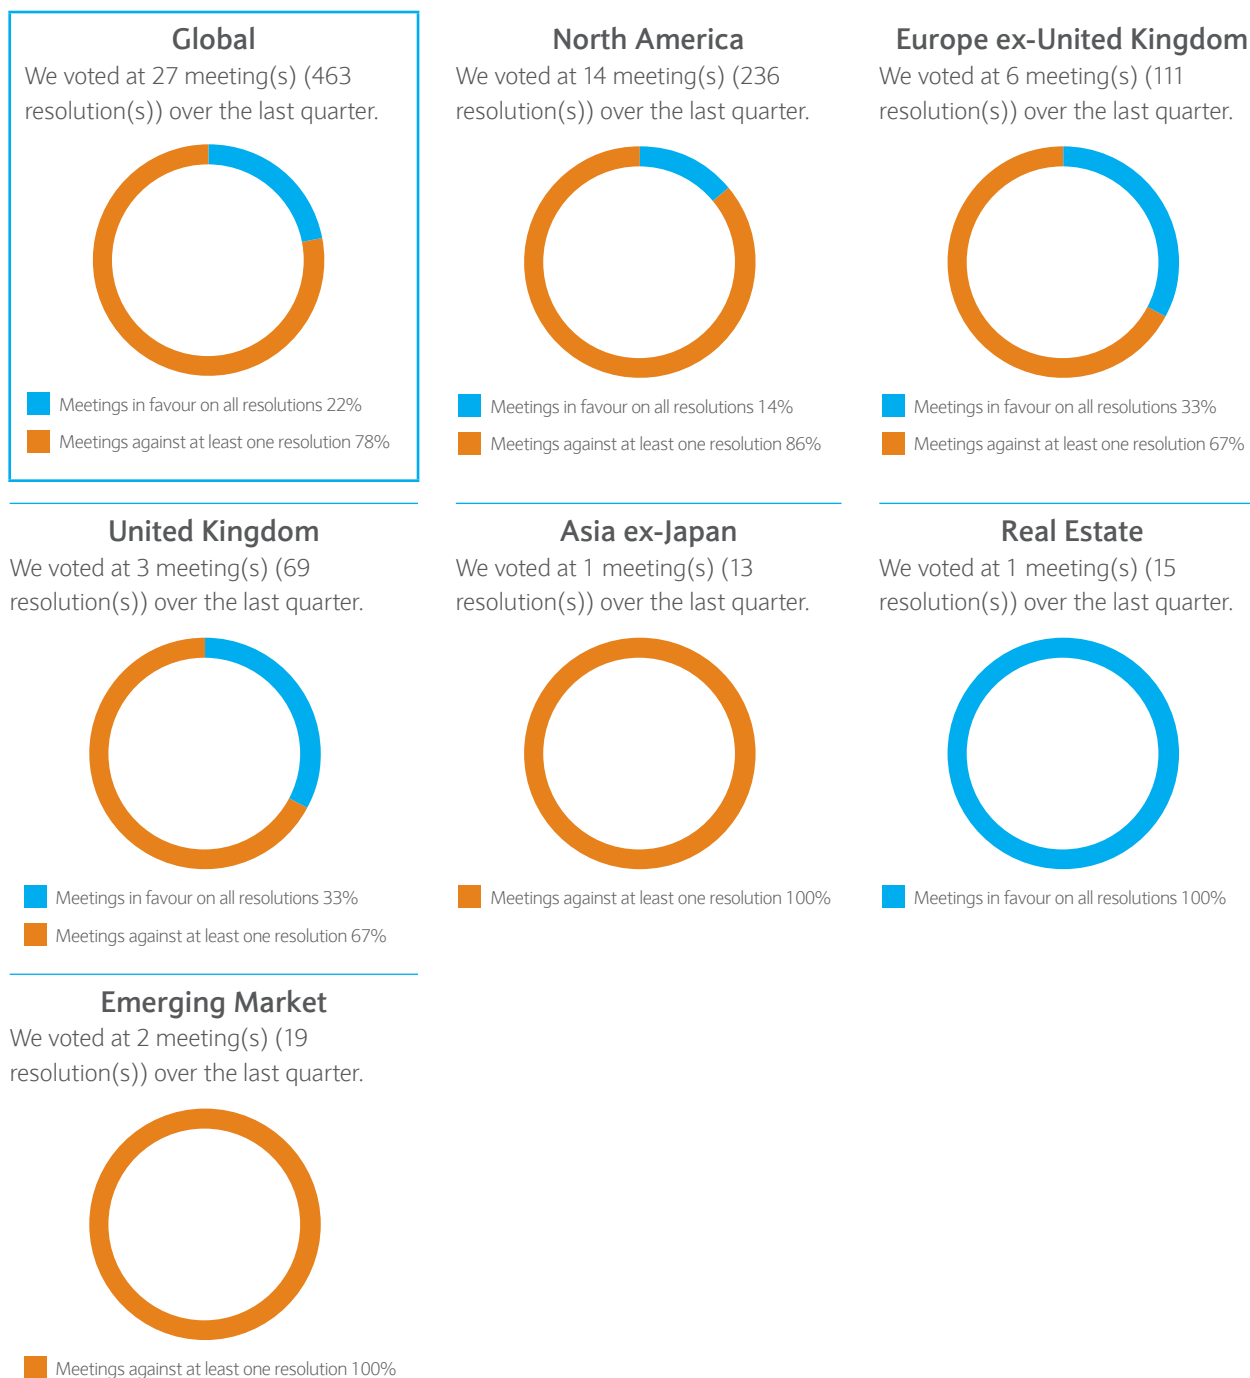 Global
We voted at 27 meeting(s) (463
resolution(s)) over the last quarter.
Meetings in favour on all resolutions 22%
Meetings against at least one resolution 78%
North America
We voted at 14 meeting(s) (236
resolution(s)) over the last quarter.
Meetings in favour on all resolutions 14%
Meetings against at least one resolution 86%
Europe ex-United Kingdom
We voted at 6 meeting(s) (111
resolution(s)) over the last quarter.
Meetings in favour on all resolutions 33%
Meetings against at least one resolution 67%
United Kingdom
We voted at 3 meeting(s) (69
resolution(s)) over the last quarter.
Meetings in favour on all resolutions 33%
Meetings against at least one resolution 67%
Asia ex-Japan
We voted at 1 meeting(s) (13
resolution(s)) over the last quarter.
Meetings against at least one resolution 100%
Real Estate
We voted at 1 meeting(s) (15
resolution(s)) over the last quarter.
Meetings in favour on all resolutions 100%
Emerging Market
We voted at 2 meeting(s) (19
resolution(s)) over the last quarter.
Meetings against at least one resolution 100%